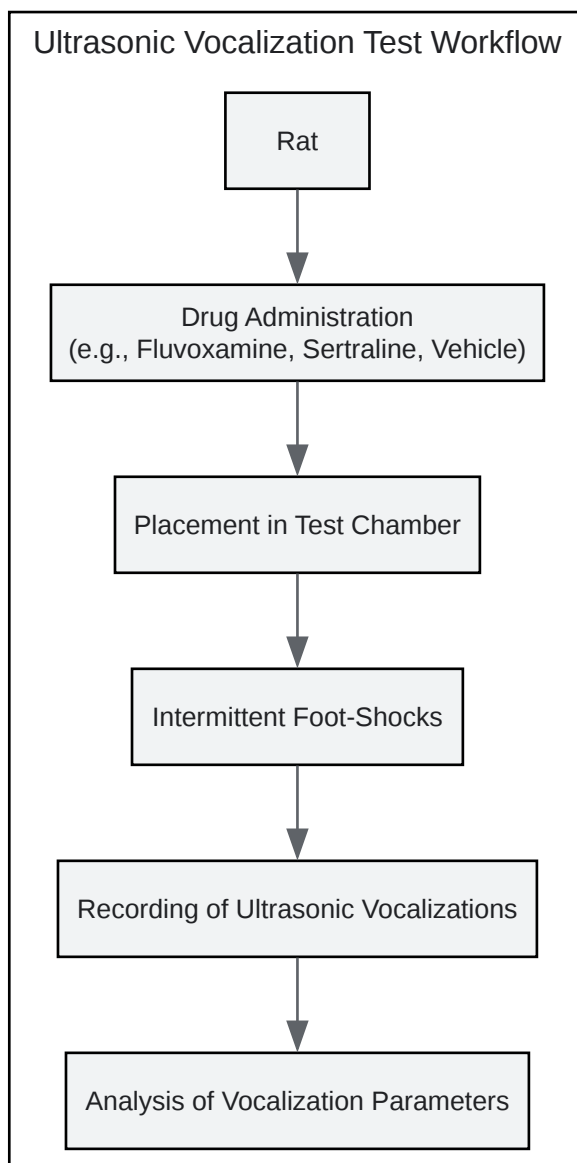 Ultrasonic Vocalization Test Workflow
Rat
Drug Administration
(e.g., Fluvoxamine, Sertraline, Vehicle)
Placement in Test Chamber
Intermittent Foot-Shocks
Recording of Ultrasonic Vocalizations
Analysis of Vocalization Parameters